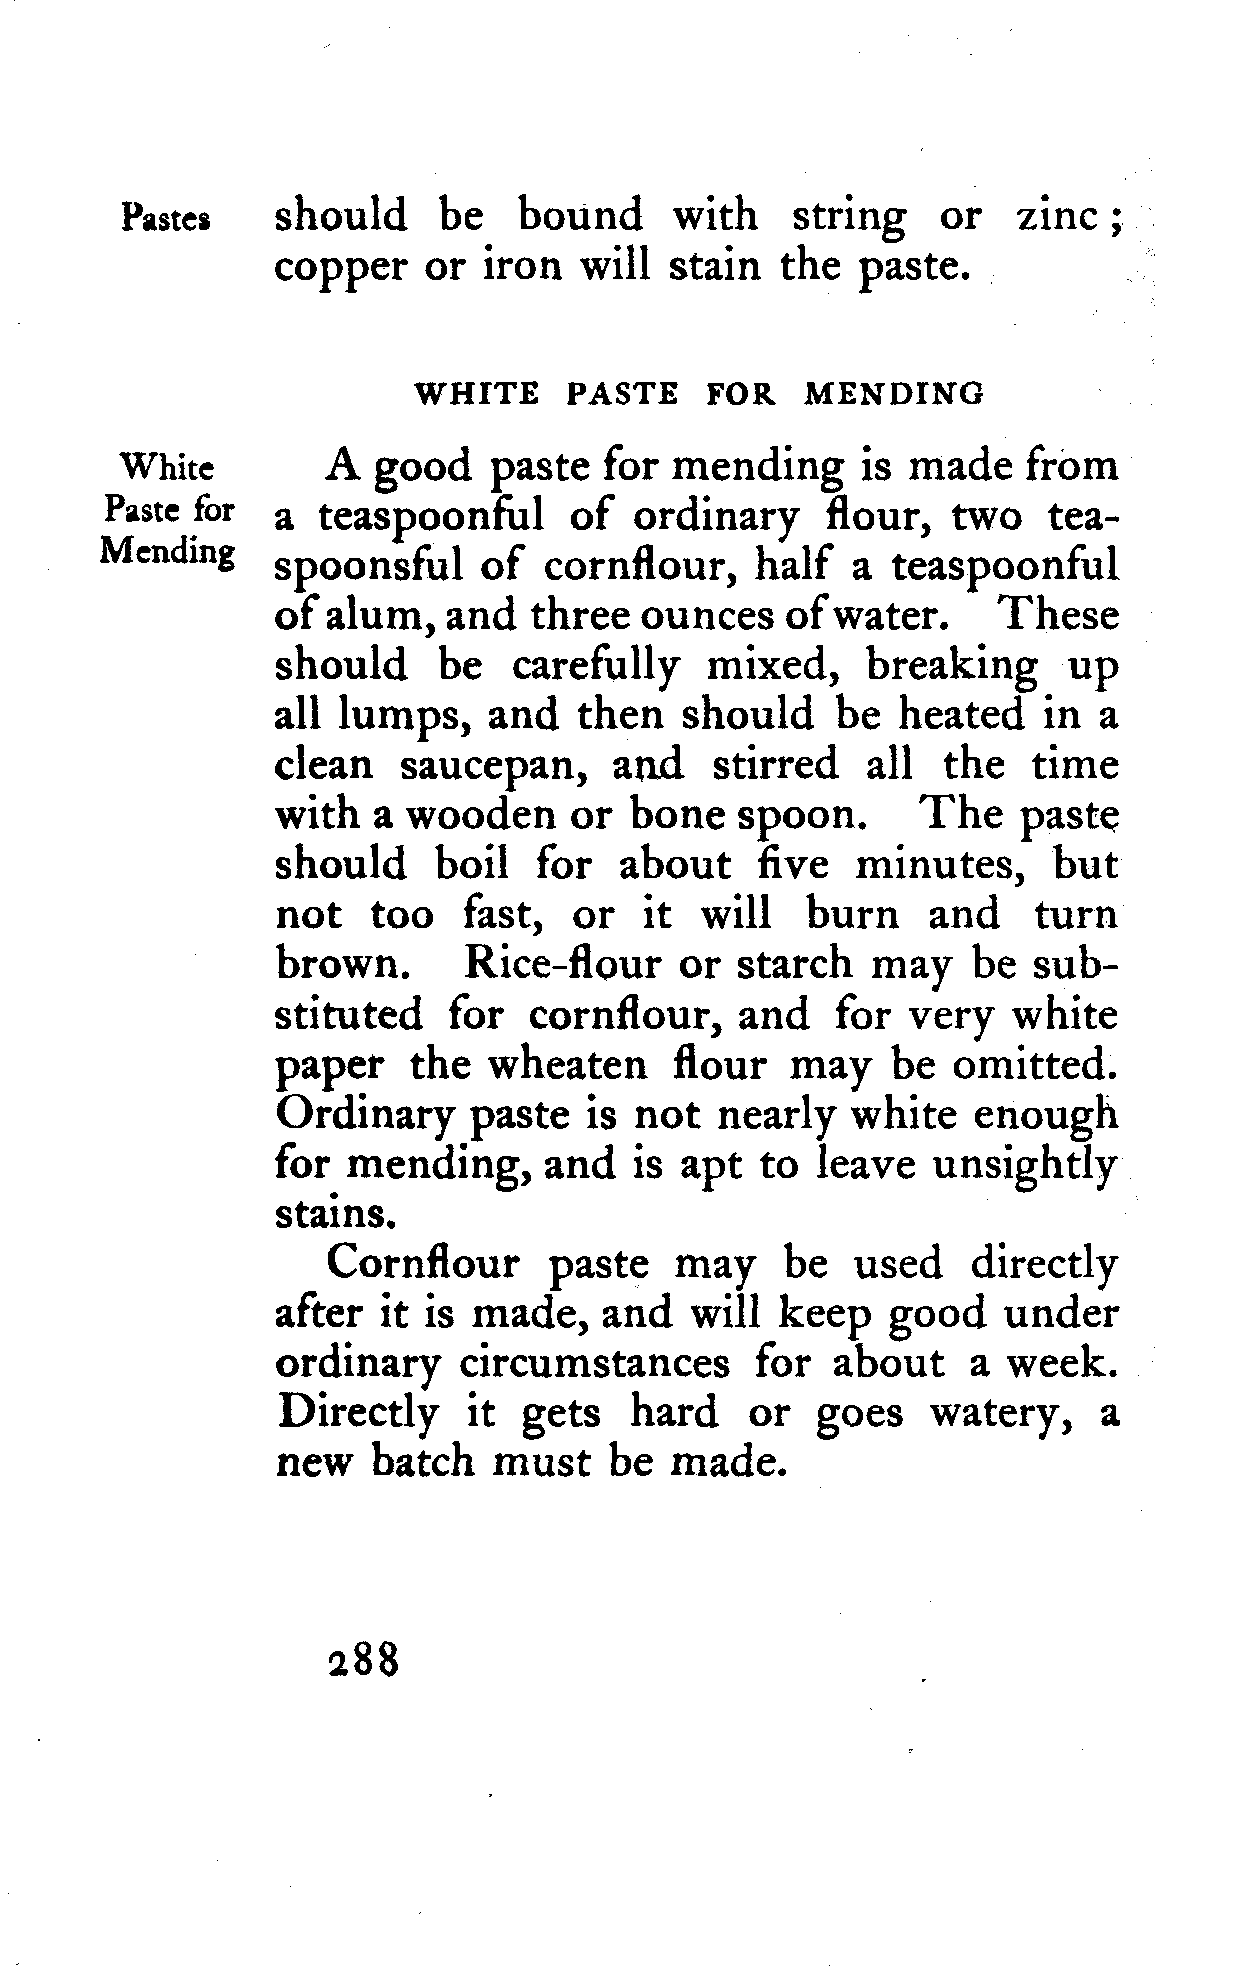 Pastes
should be bound with string or zinc ;
copper or iron will stain the paste.
WHITE PASTE FOR MENDING
White
Paste for
Mending
A good paste for mending is made from
a teaspoonful of ordinary flour, two tea-
spoonsful of cornflour, half a teaspoonful
of alum, and three ounces of water. These
should be carefully mixed, breaking up
all lumps, and then should be heated in a
clean saucepan, and stirred all the time
with a wooden or bone spoon. The paste
should boil for about five minutes, but
not too fast, or it will burn and turn
brown. Rice-flour or starch may be sub-
stituted for cornflour, and for very white
paper the wheaten flour may be omitted.
Ordinary paste is not nearly white enough
for mending, and is apt to leave unsightly
stains.
Cornflour paste may be used directly
after it is made, and will keep good under
ordinary circumstances for about a week.
Directly it gets hard or goes watery, a
new batch must be made.
288